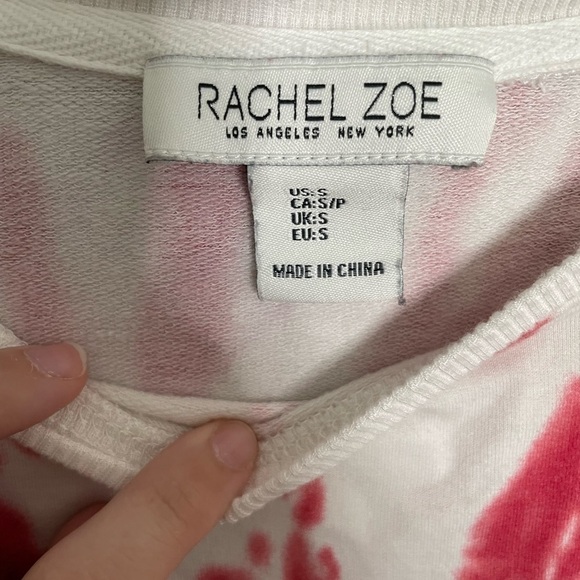 RACHEL ZOE
LOS ANGELES NEW YORK
US:S
CA:S/P
UK:S
EU:S
MADE IN CHINA